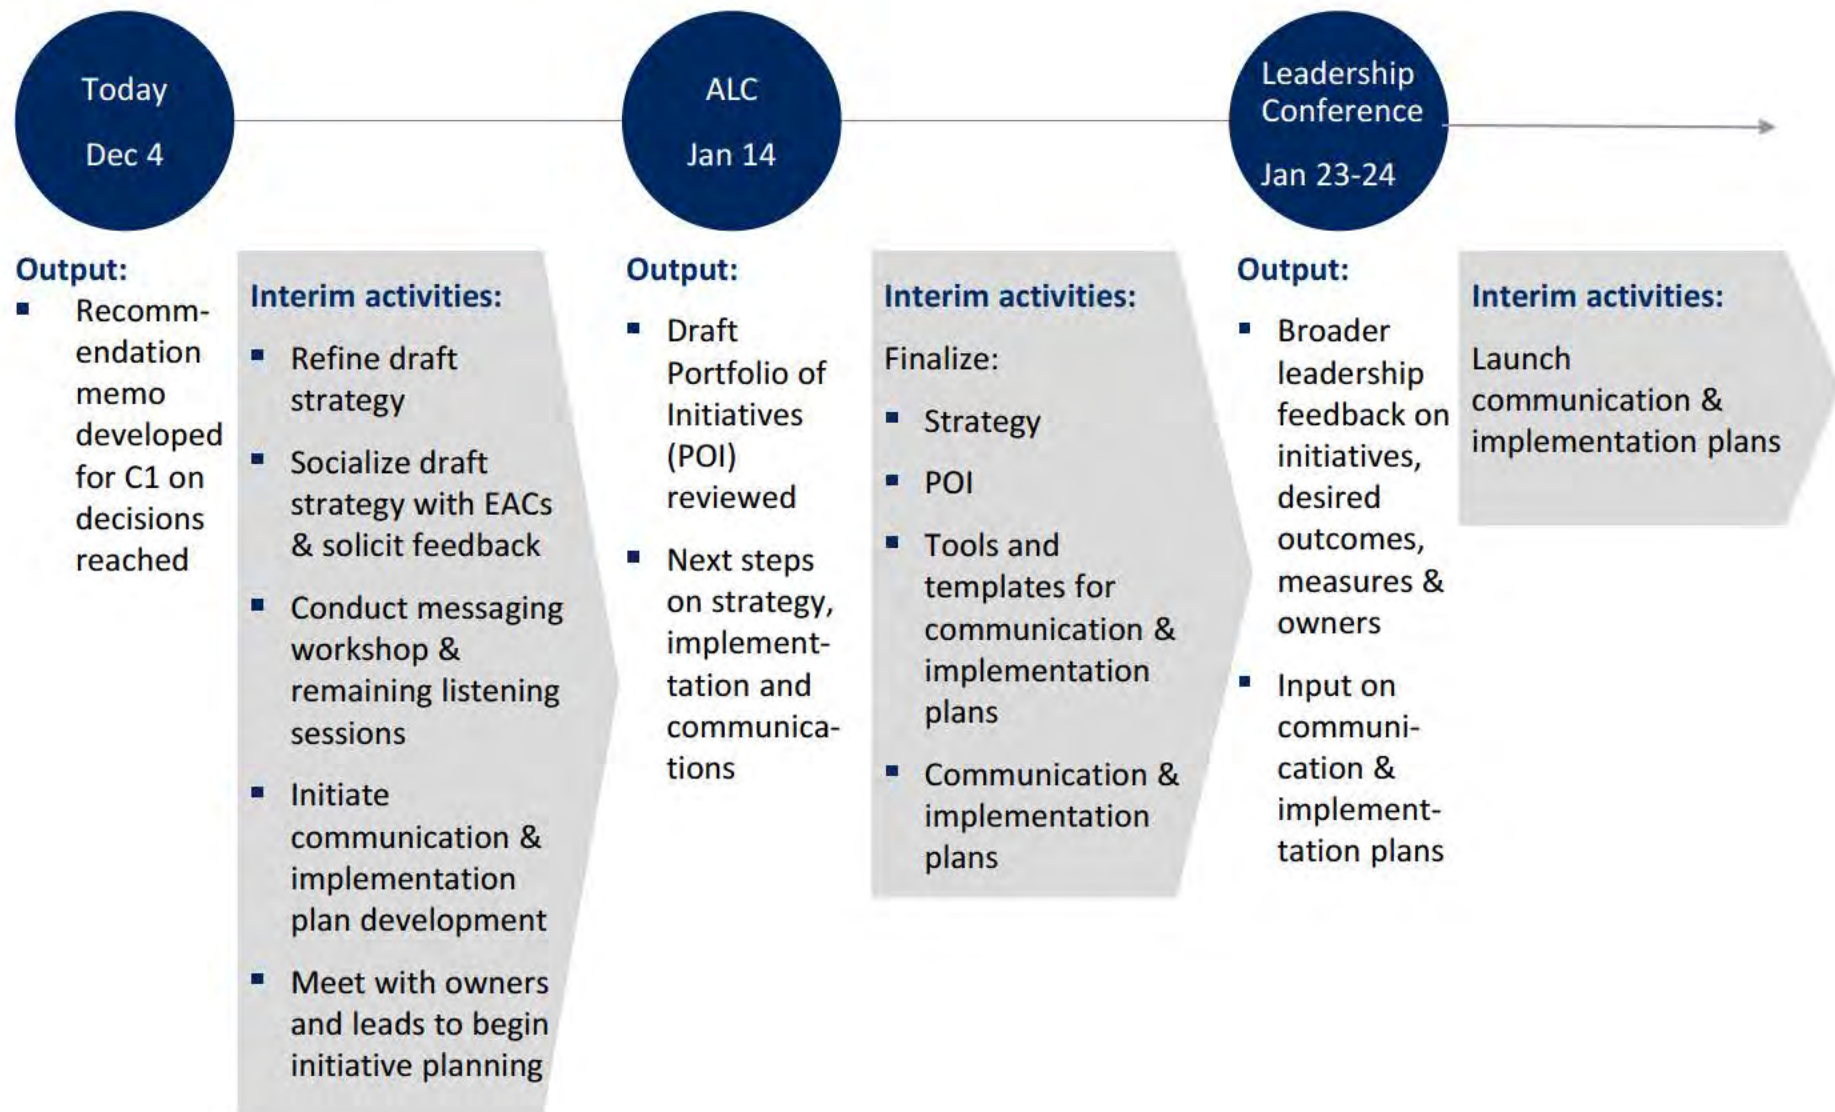 Today
Dec 4
ALC
Jan 14
Leadership
Conference
Jan 23-24
Output:
▪ Recomm-
endation
memo
developed
for C1 on
decisions
reached
Interim activities:
▪ Refine draft
strategy
▪ Socialize draft
strategy with EACs
& solicit feedback
▪ Conduct messaging
workshop &
remaining listening
sessions
▪ Initiate
communication &
implementation
plan development
▪ Meet with owners
and leads to begin
initiative planning
Output:
▪ Draft
Portfolio of
Initiatives
(POI)
reviewed
▪ Next steps
on strategy,
implement-
tation and
communica-
tions
Interim activities:
Finalize:
▪ Strategy
▪ POI
▪ Tools and
templates for
communication &
implementation
plans
▪ Communication &
implementation
plans
Output:
▪ Broader
leadership
feedback on
initiatives,
desired
outcomes,
measures &
owners
▪ Input on
communi-
cation &
implement-
tation plans
Interim activities:
Launch
communication &
implementation plans